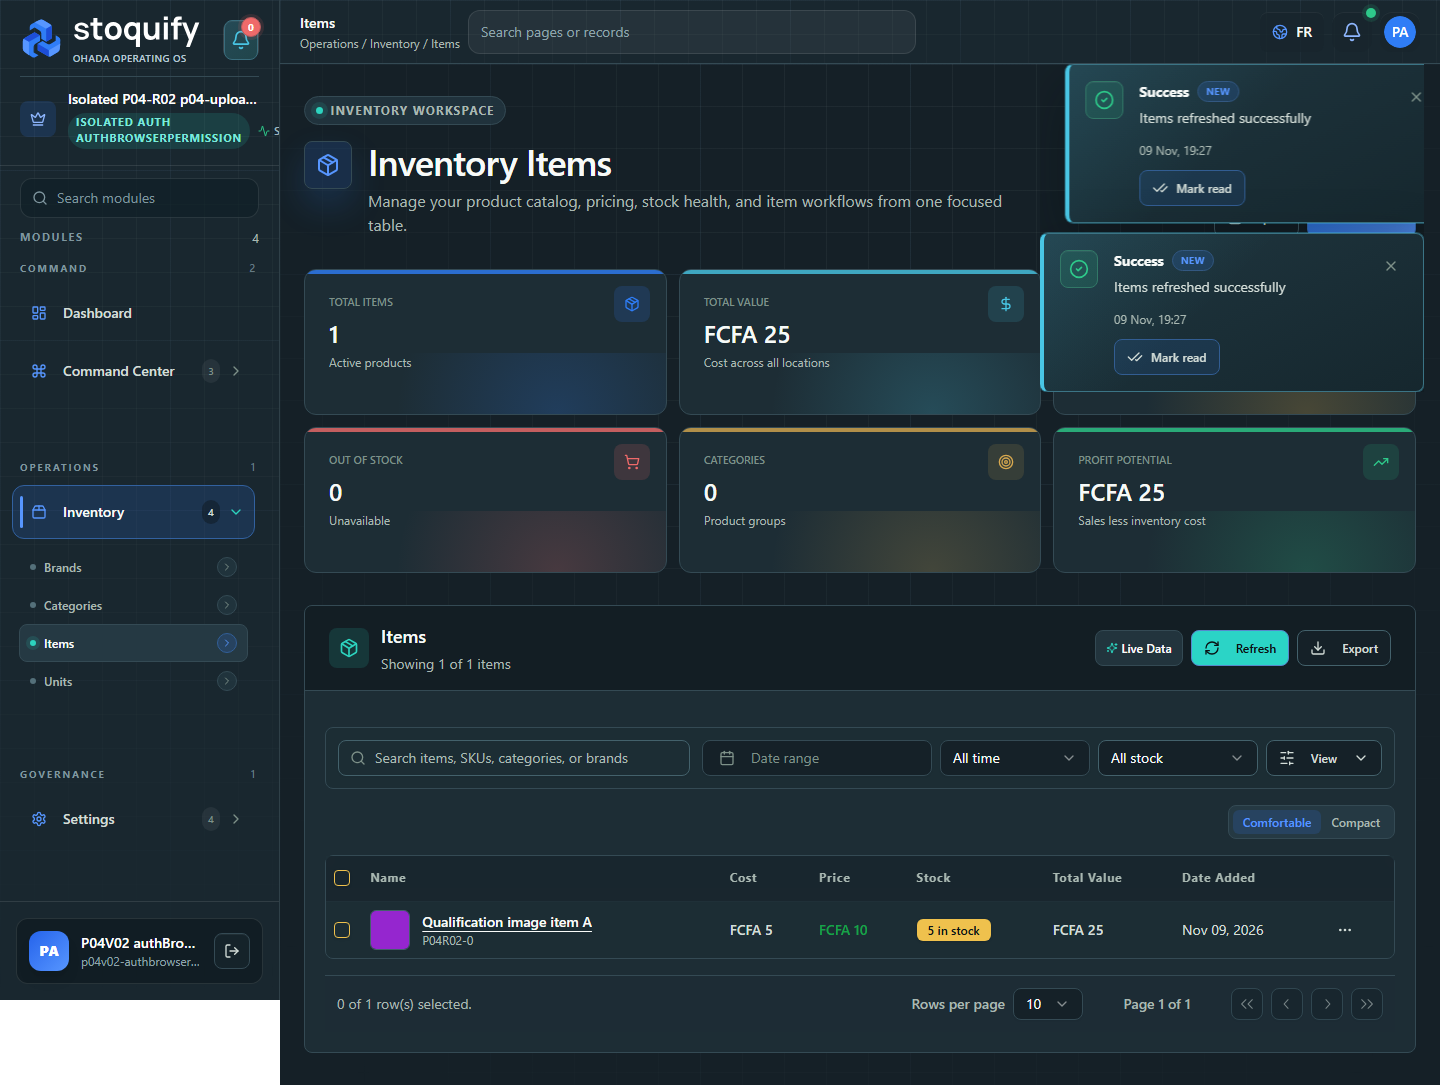 stoquify
OHADA OPERATING OS
0
Isolated P04-R02 p04-uploa...
ISOLATED AUTH
AUTHBROWSERPERMISSION
S
Search modules
MODULES 4
COMMAND 2
Dashboard
Command Center 3
OPERATIONS 1
Inventory 4
Brands
Categories
Items
Units
GOVERNANCE 1
Settings 4
PA
P04V02 authBro...
p04v02-authbrowser...
Items
Operations / Inventory / Items
Search pages or records
FR
PA
INVENTORY WORKSPACE
Inventory Items
Manage your product catalog, pricing, stock health, and item workflows from one focused
table.
Success NEW
Items refreshed successfully
09 Nov, 19:27
Mark read
Success NEW
Items refreshed successfully
09 Nov, 19:27
Mark read
TOTAL ITEMS
1
Active products
TOTAL VALUE
FCFA 25
Cost across all locations
OUT OF STOCK
0
Unavailable
CATEGORIES
0
Product groups
PROFIT POTENTIAL
FCFA 25
Sales less inventory cost
Items
Showing 1 of 1 items
Live Data
Refresh
Export
Search items, SKUs, categories, or brands
Date range
All time
All stock
View
Comfortable
Compact
Name Cost Price Stock Total Value Date Added
Qualification image item A
P04R02-0
FCFA 5 FCFA 10 5 in stock FCFA 25 Nov 09, 2026
0 of 1 row(s) selected.
Rows per page 10
Page 1 of 1